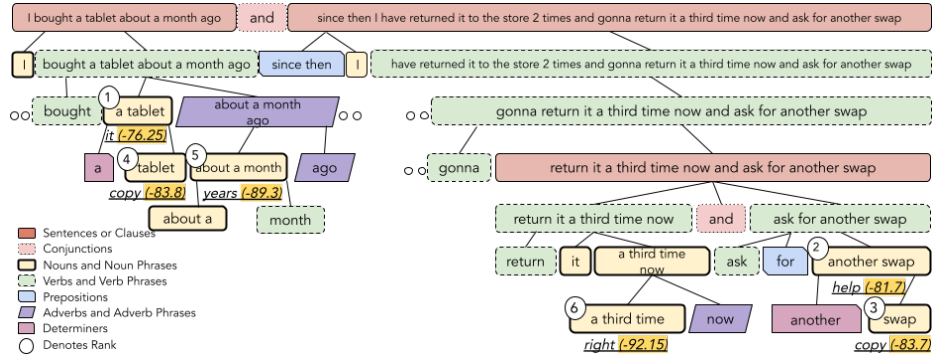 I bought a tablet about a month ago
and
since then I have returned it to the store 2 times and gonna return it a third time now and ask for another swap
I
bought a tablet about a month ago
since then
I
have returned it to the store 2 times and gonna return it a third time now and ask for another swap
bought
1
a tablet
it (-76.25)
about a month
ago
gonna return it a third time now and ask for another swap
a
4
tablet
copy (-83.8)
5
about a month
years (-89.3)
ago
gonna
return it a third time now and ask for another swap
about a
month
return it a third time now
and
ask for another swap
return
it
a third time
now
ask
for
2
another swap
help (-81.7)
6
a third time
right (-92.15)
now
another
3
swap
copy (-83.7)
Sentences or Clauses
Conjunctions
Nouns and Noun Phrases
Verbs and Verb Phrases
Prepositions
Adverbs and Adverb Phrases
Determiners
Denotes Rank